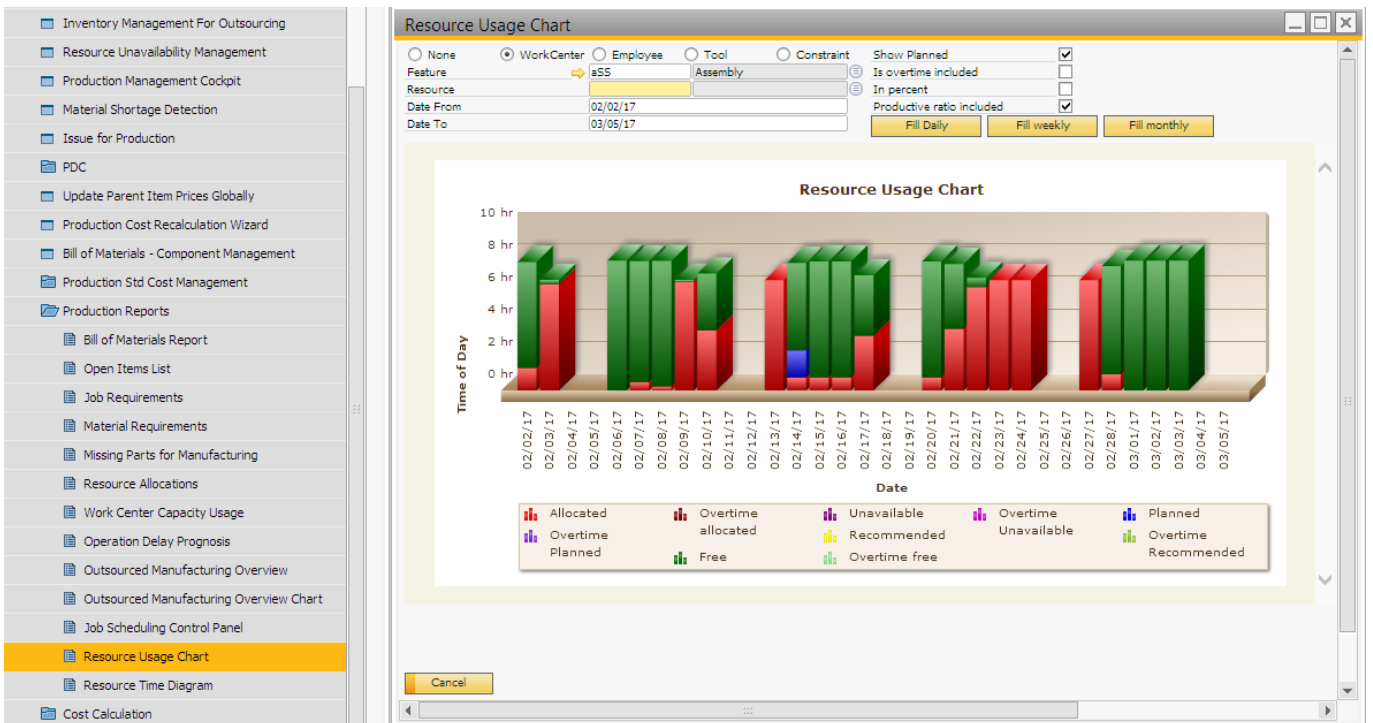 Inventory Management For Outsourcing
Resource Unavailability Management
Production Management Cockpit
Material Shortage Detection
Issue for Production
PDC
Update Parent Item Prices Globally
Production Cost Recalculation Wizard
Bill of Materials - Component Management
Production Std Cost Management
Production Reports
Bill of Materials Report
Open Items List
Job Requirements
Material Requirements
Missing Parts for Manufacturing
Resource Allocations
Work Center Capacity Usage
Operation Delay Prognosis
Outsourced Manufacturing Overview
Outsourced Manufacturing Overview Chart
Job Scheduling Control Panel
Resource Usage Chart
Resource Time Diagram
Cost Calculation
Resource Usage Chart
None WorkCenter Employee Tool Constraint Show Planned
Feature aSS Assembly Is overtime included
Resource In percent
Date From 02/02/17 Productive ratio included
Date To 03/05/17 Fill Daily Fill weekly Fill monthly
Resource Usage Chart
10 hr
8 hr
6 hr
4 hr
2 hr
0 hr
Time of Day
02/02/17
02/03/17
02/04/17
02/05/17
02/06/17
02/07/17
02/08/17
02/09/17
02/10/17
02/11/17
02/12/17
02/13/17
02/14/17
02/15/17
02/16/17
02/17/17
02/18/17
02/19/17
02/20/17
02/21/17
02/22/17
02/23/17
02/24/17
02/25/17
02/26/17
02/27/17
02/28/17
03/01/17
03/02/17
03/03/17
03/04/17
03/05/17
Date
Allocated
Overtime
allocated
Unavailable
Overtime
Unavailable
Planned
Overtime
Planned
Free
Recommended
Overtime free
Overtime
Recommended
Cancel